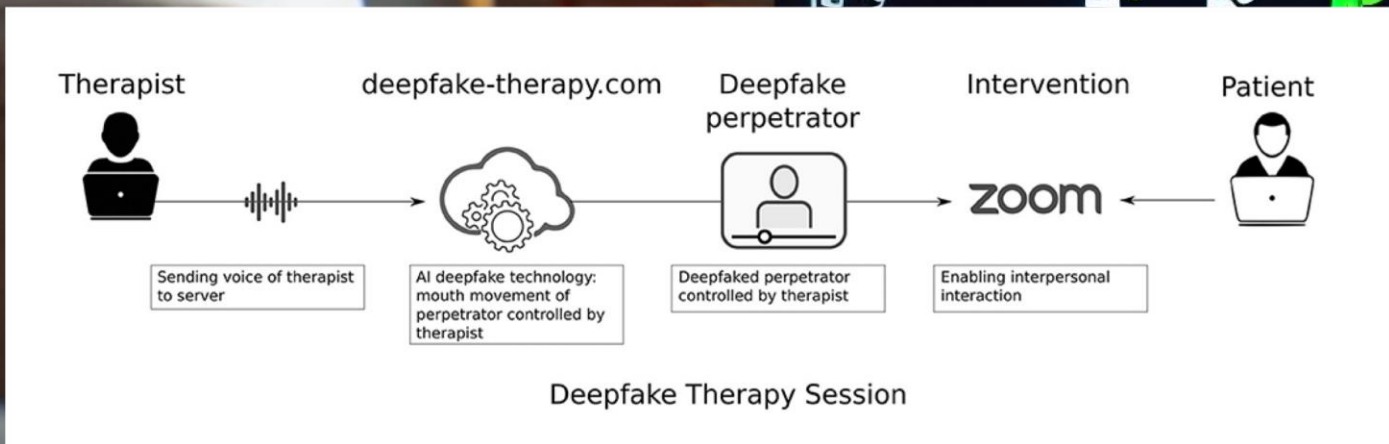 Therapist
deepfake-therapy.com
Deepfake
perpetrator
Intervention
Patient
zoom
Sending voice of therapist
to server
AI deepfake technology:
mouth movement of
perpetrator controlled by
therapist
Deepfaked perpetrator
controlled by therapist
Enabling interpersonal
interaction
Deepfake Therapy Session